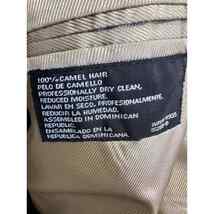 100% CAMEL HAIR
PELO DE CAMELLO
PROFESSIONALLY DRY CLEAN,
REDUCED MOISTURE.
LAVAR EN SECO. PROFESIONALMENTE,
REDUCIR LA HUMEDAD.
ASSEMBLED IN DOMINICAN
REPUBLIC.
ENSAMBLADO EN LA
REPUBLICA DOMINICANA.